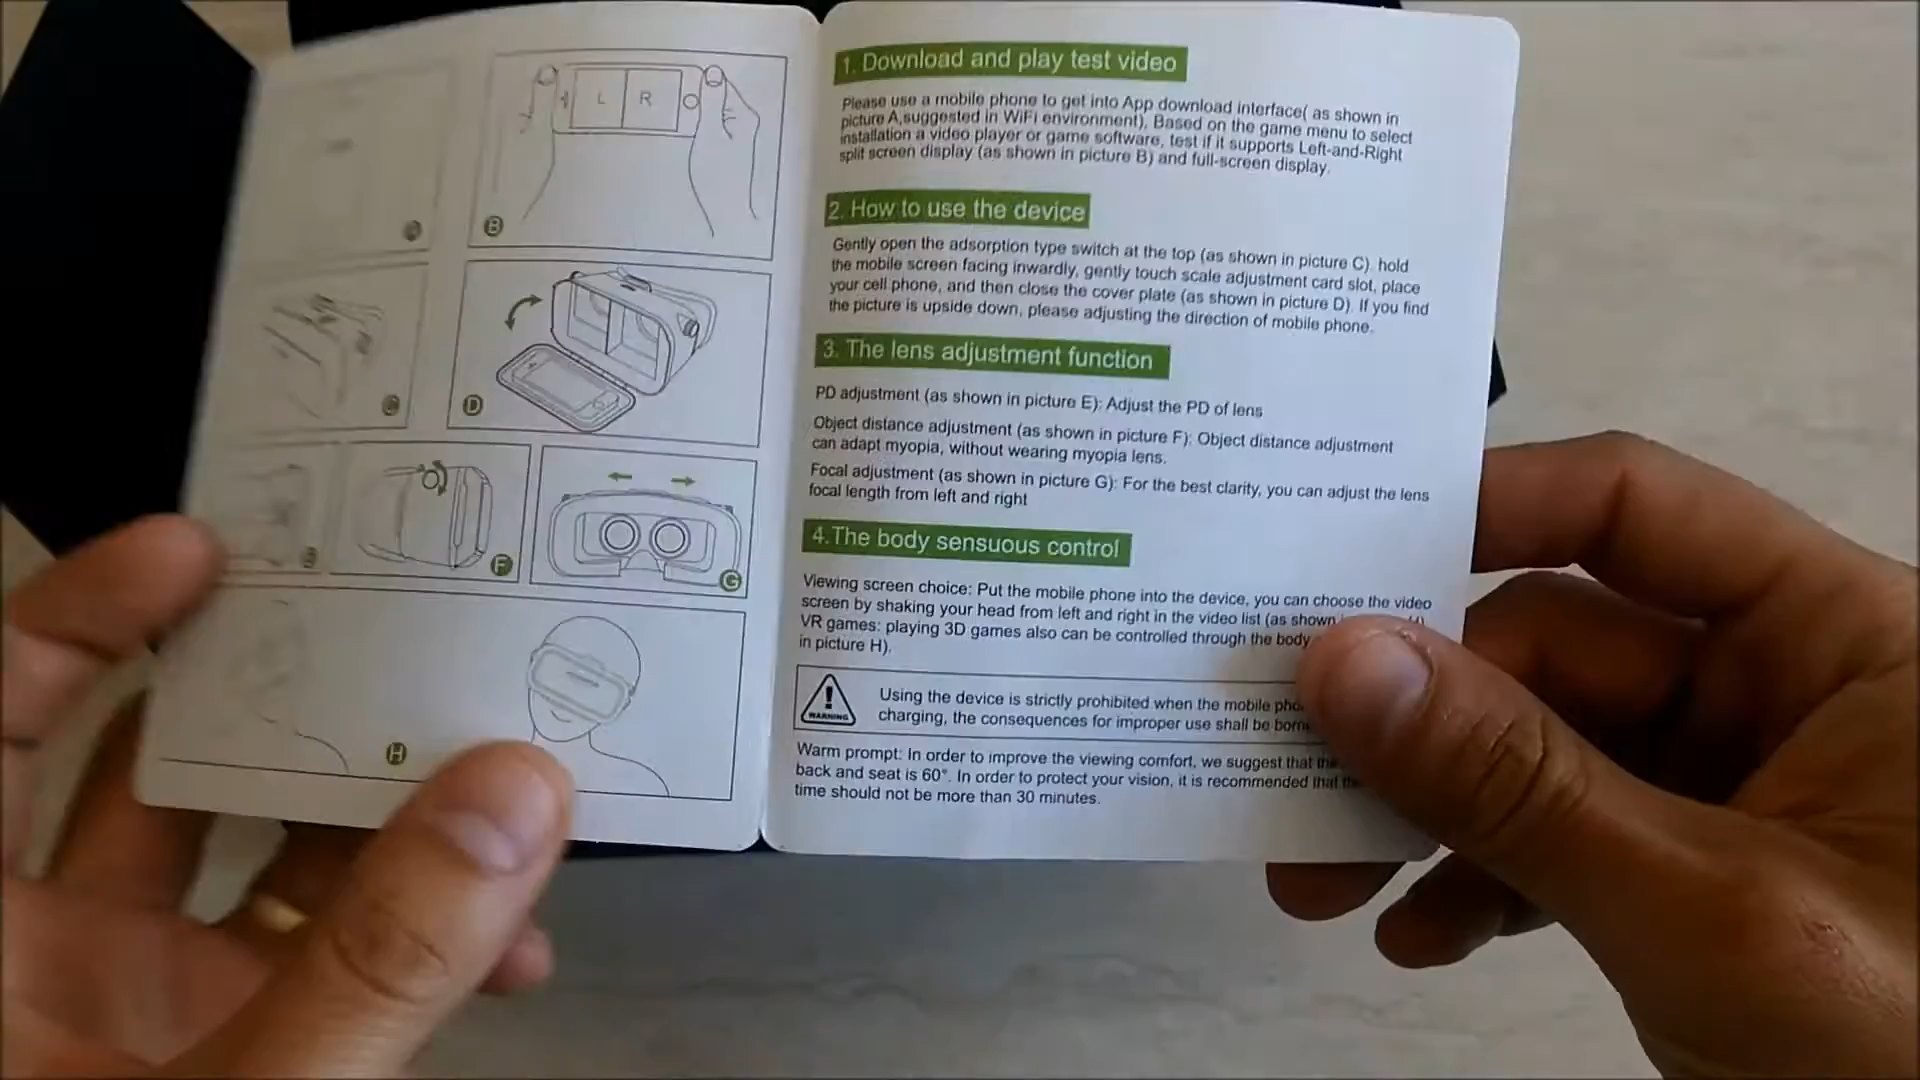 L R
B
D
F
G
H
1. Download and play test video
Please use a mobile phone to get into App download interface( as shown in
picture A,suggested in WiFi environment), Based on the game menu to select
installation a video player or game software, test if it supports Left-and-Right
split screen display (as shown in picture B) and full-screen display.
2. How to use the device
Gently open the adsorption type switch at the top (as shown in picture C), hold
the mobile screen facing inwardly, gently touch scale adjustment card slot, place
your cell phone, and then close the cover plate (as shown in picture D). If you find
the picture is upside down, please adjusting the direction of mobile phone.
3. The lens adjustment function
PD adjustment (as shown in picture E): Adjust the PD of lens
Object distance adjustment (as shown in picture F): Object distance adjustment
can adapt myopia, without wearing myopia lens.
Focal adjustment (as shown in picture G): For the best clarity, you can adjust the lens
focal length from left and right
4.The body sensuous control
Viewing screen choice: Put the mobile phone into the device, you can choose the video
screen by shaking your head from left and right in the video list (as shown
VR games: playing 3D games also can be controlled through the body
in picture H).
WARNING
Using the device is strictly prohibited when the mobile
charging, the consequences for improper use shall be
Warm prompt: In order to improve the viewing comfort, we suggest that
back and seat is 60°. In order to protect your vision, it is recommended that
time should not be more than 30 minutes.